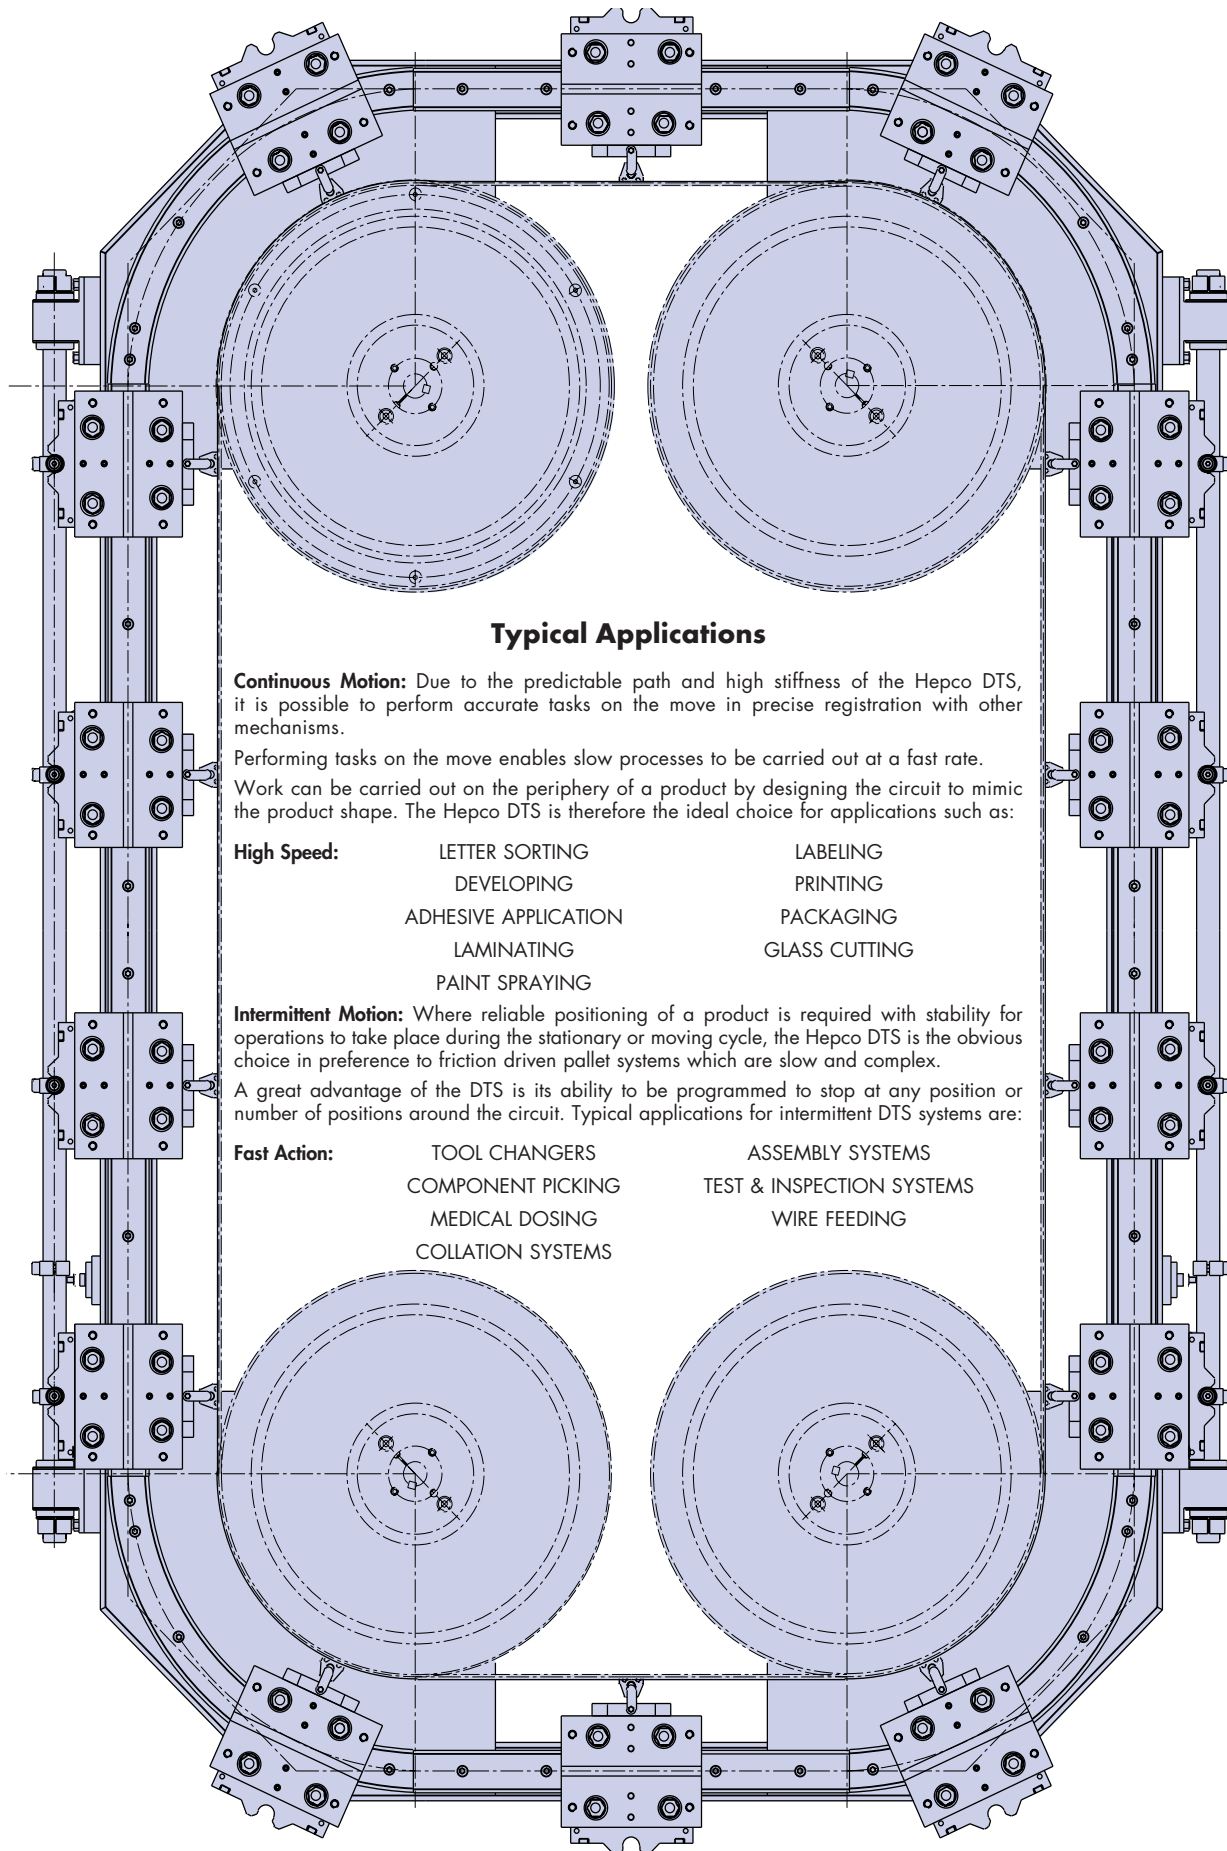 Typical Applications
Continuous Motion: Due to the predictable path and high stiffness of the Hepco DTS,
it is possible to perform accurate tasks on the move in precise registration with other
mechanisms.
Performing tasks on the move enables slow processes to be carried out at a fast rate.
Work can be carried out on the periphery of a product by designing the circuit to mimic
the product shape. The Hepco DTS is therefore the ideal choice for applications such as:
High Speed: LETTER SORTING LABELING
DEVELOPING PRINTING
ADHESIVE APPLICATION PACKAGING
LAMINATING GLASS CUTTING
PAINT SPRAYING
Intermittent Motion: Where reliable positioning of a product is required with stability for
operations to take place during the stationary or moving cycle, the Hepco DTS is the obvious
choice in preference to friction driven pallet systems which are slow and complex.
A great advantage of the DTS is its ability to be programmed to stop at any position or
number of positions around the circuit. Typical applications for intermittent DTS systems are:
Fast Action: TOOL CHANGERS ASSEMBLY SYSTEMS
COMPONENT PICKING TEST & INSPECTION SYSTEMS
MEDICAL DOSING WIRE FEEDING
COLLATION SYSTEMS